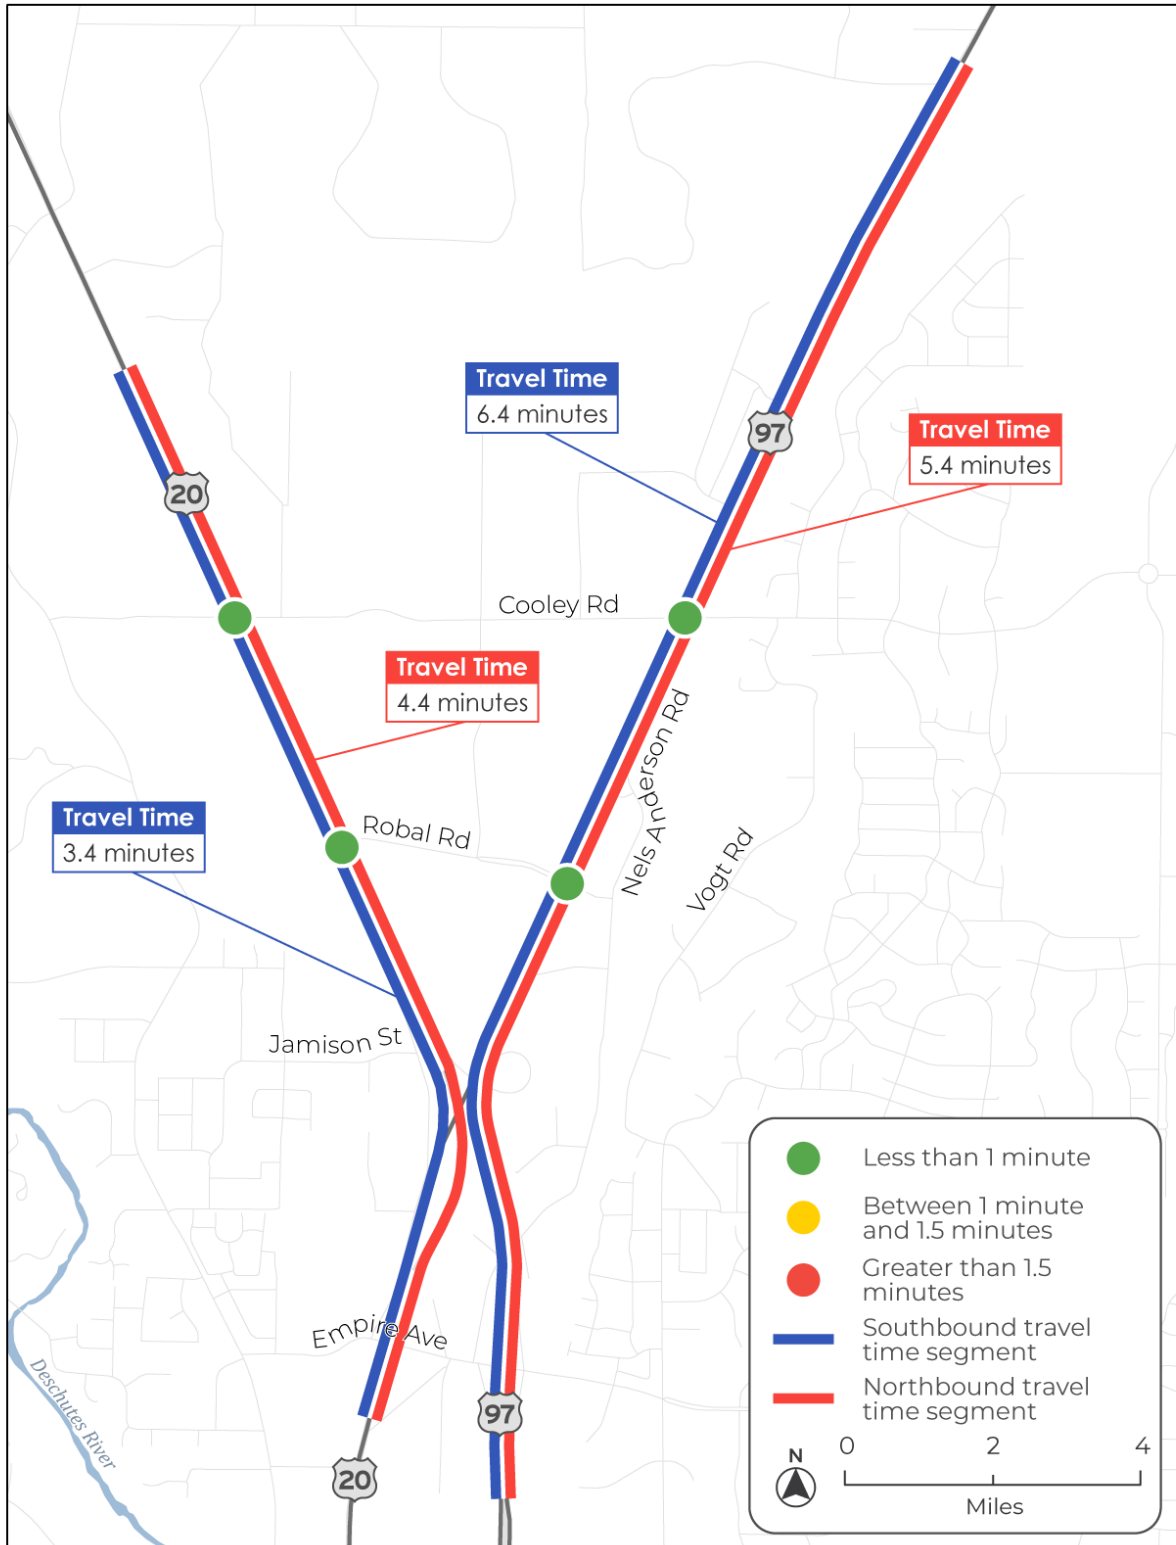 Travel Time
6.4 minutes
97
Travel Time
5.4 minutes
20
Cooley Rd
Travel Time
4.4 minutes
Nels Anderson Rd
Travel Time
3.4 minutes
Robal Rd
Vogt Rd
Jamison St
Empire Ave
Deschutes River
97
20
Less than 1 minute
Between 1 minute
and 1.5 minutes
Greater than 1.5
minutes
Southbound travel
time segment
Northbound travel
time segment
N
0 2 4
Miles